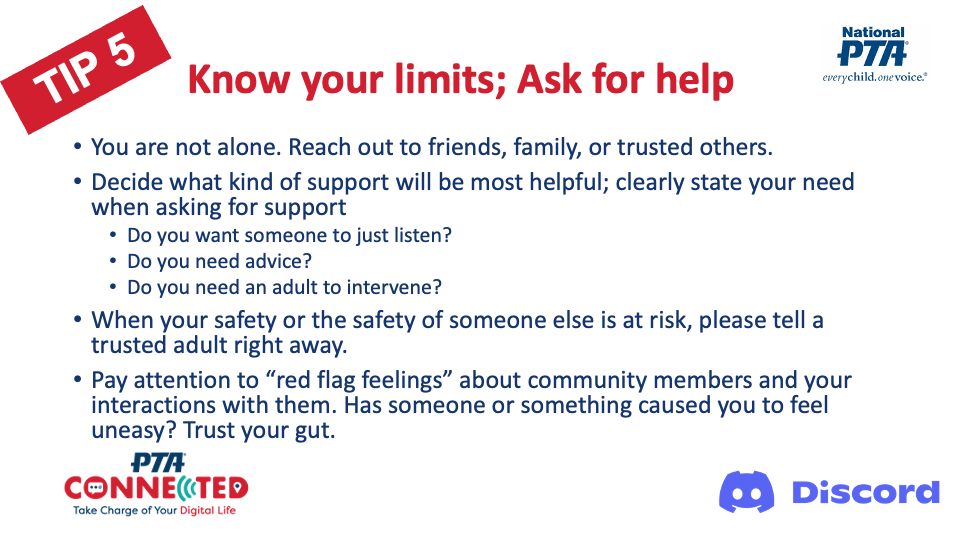 TIP 5
National
PTA®
everychild.onevoice.®
Know your limits; Ask for help
• You are not alone. Reach out to friends, family, or trusted others.
• Decide what kind of support will be most helpful; clearly state your need
when asking for support
• Do you want someone to just listen?
• Do you need advice?
• Do you need an adult to intervene?
• When your safety or the safety of someone else is at risk, please tell a
trusted adult right away.
• Pay attention to “red flag feelings” about community members and your
interactions with them. Has someone or something caused you to feel
uneasy? Trust your gut.
PTA®
CONNECTED
Take Charge of Your Digital Life
Discord